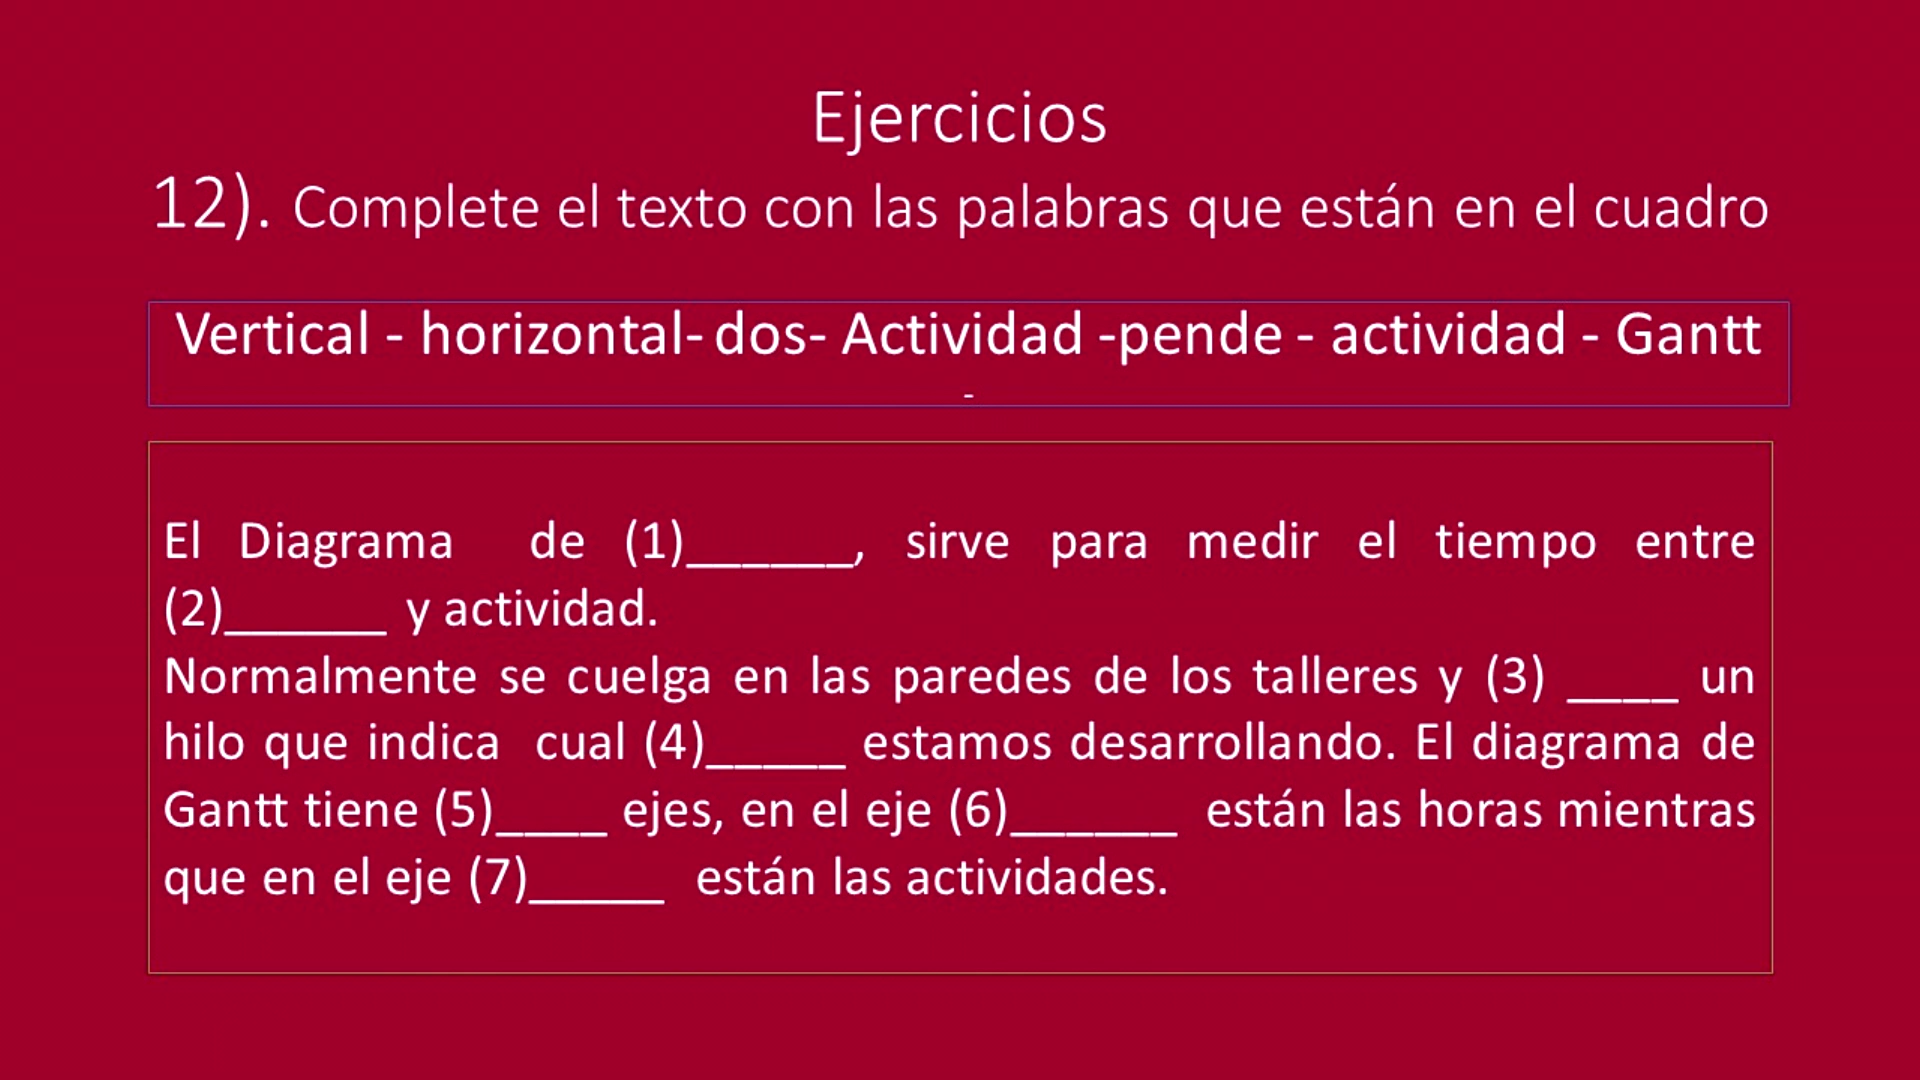 Ejercicios
12). Complete el texto con las palabras que están en el cuadro
Vertical - horizontal- dos- Actividad -pende - actividad - Gantt
-
El Diagrama de (1)______, sirve para medir el tiempo entre
(2)______ y actividad.
Normalmente se cuelga en las paredes de los talleres y (3) ____ un
hilo que indica cual (4)_____ estamos desarrollando. El diagrama de
Gantt tiene (5)____ ejes, en el eje (6)______ están las horas mientras
que en el eje (7)_____ están las actividades.